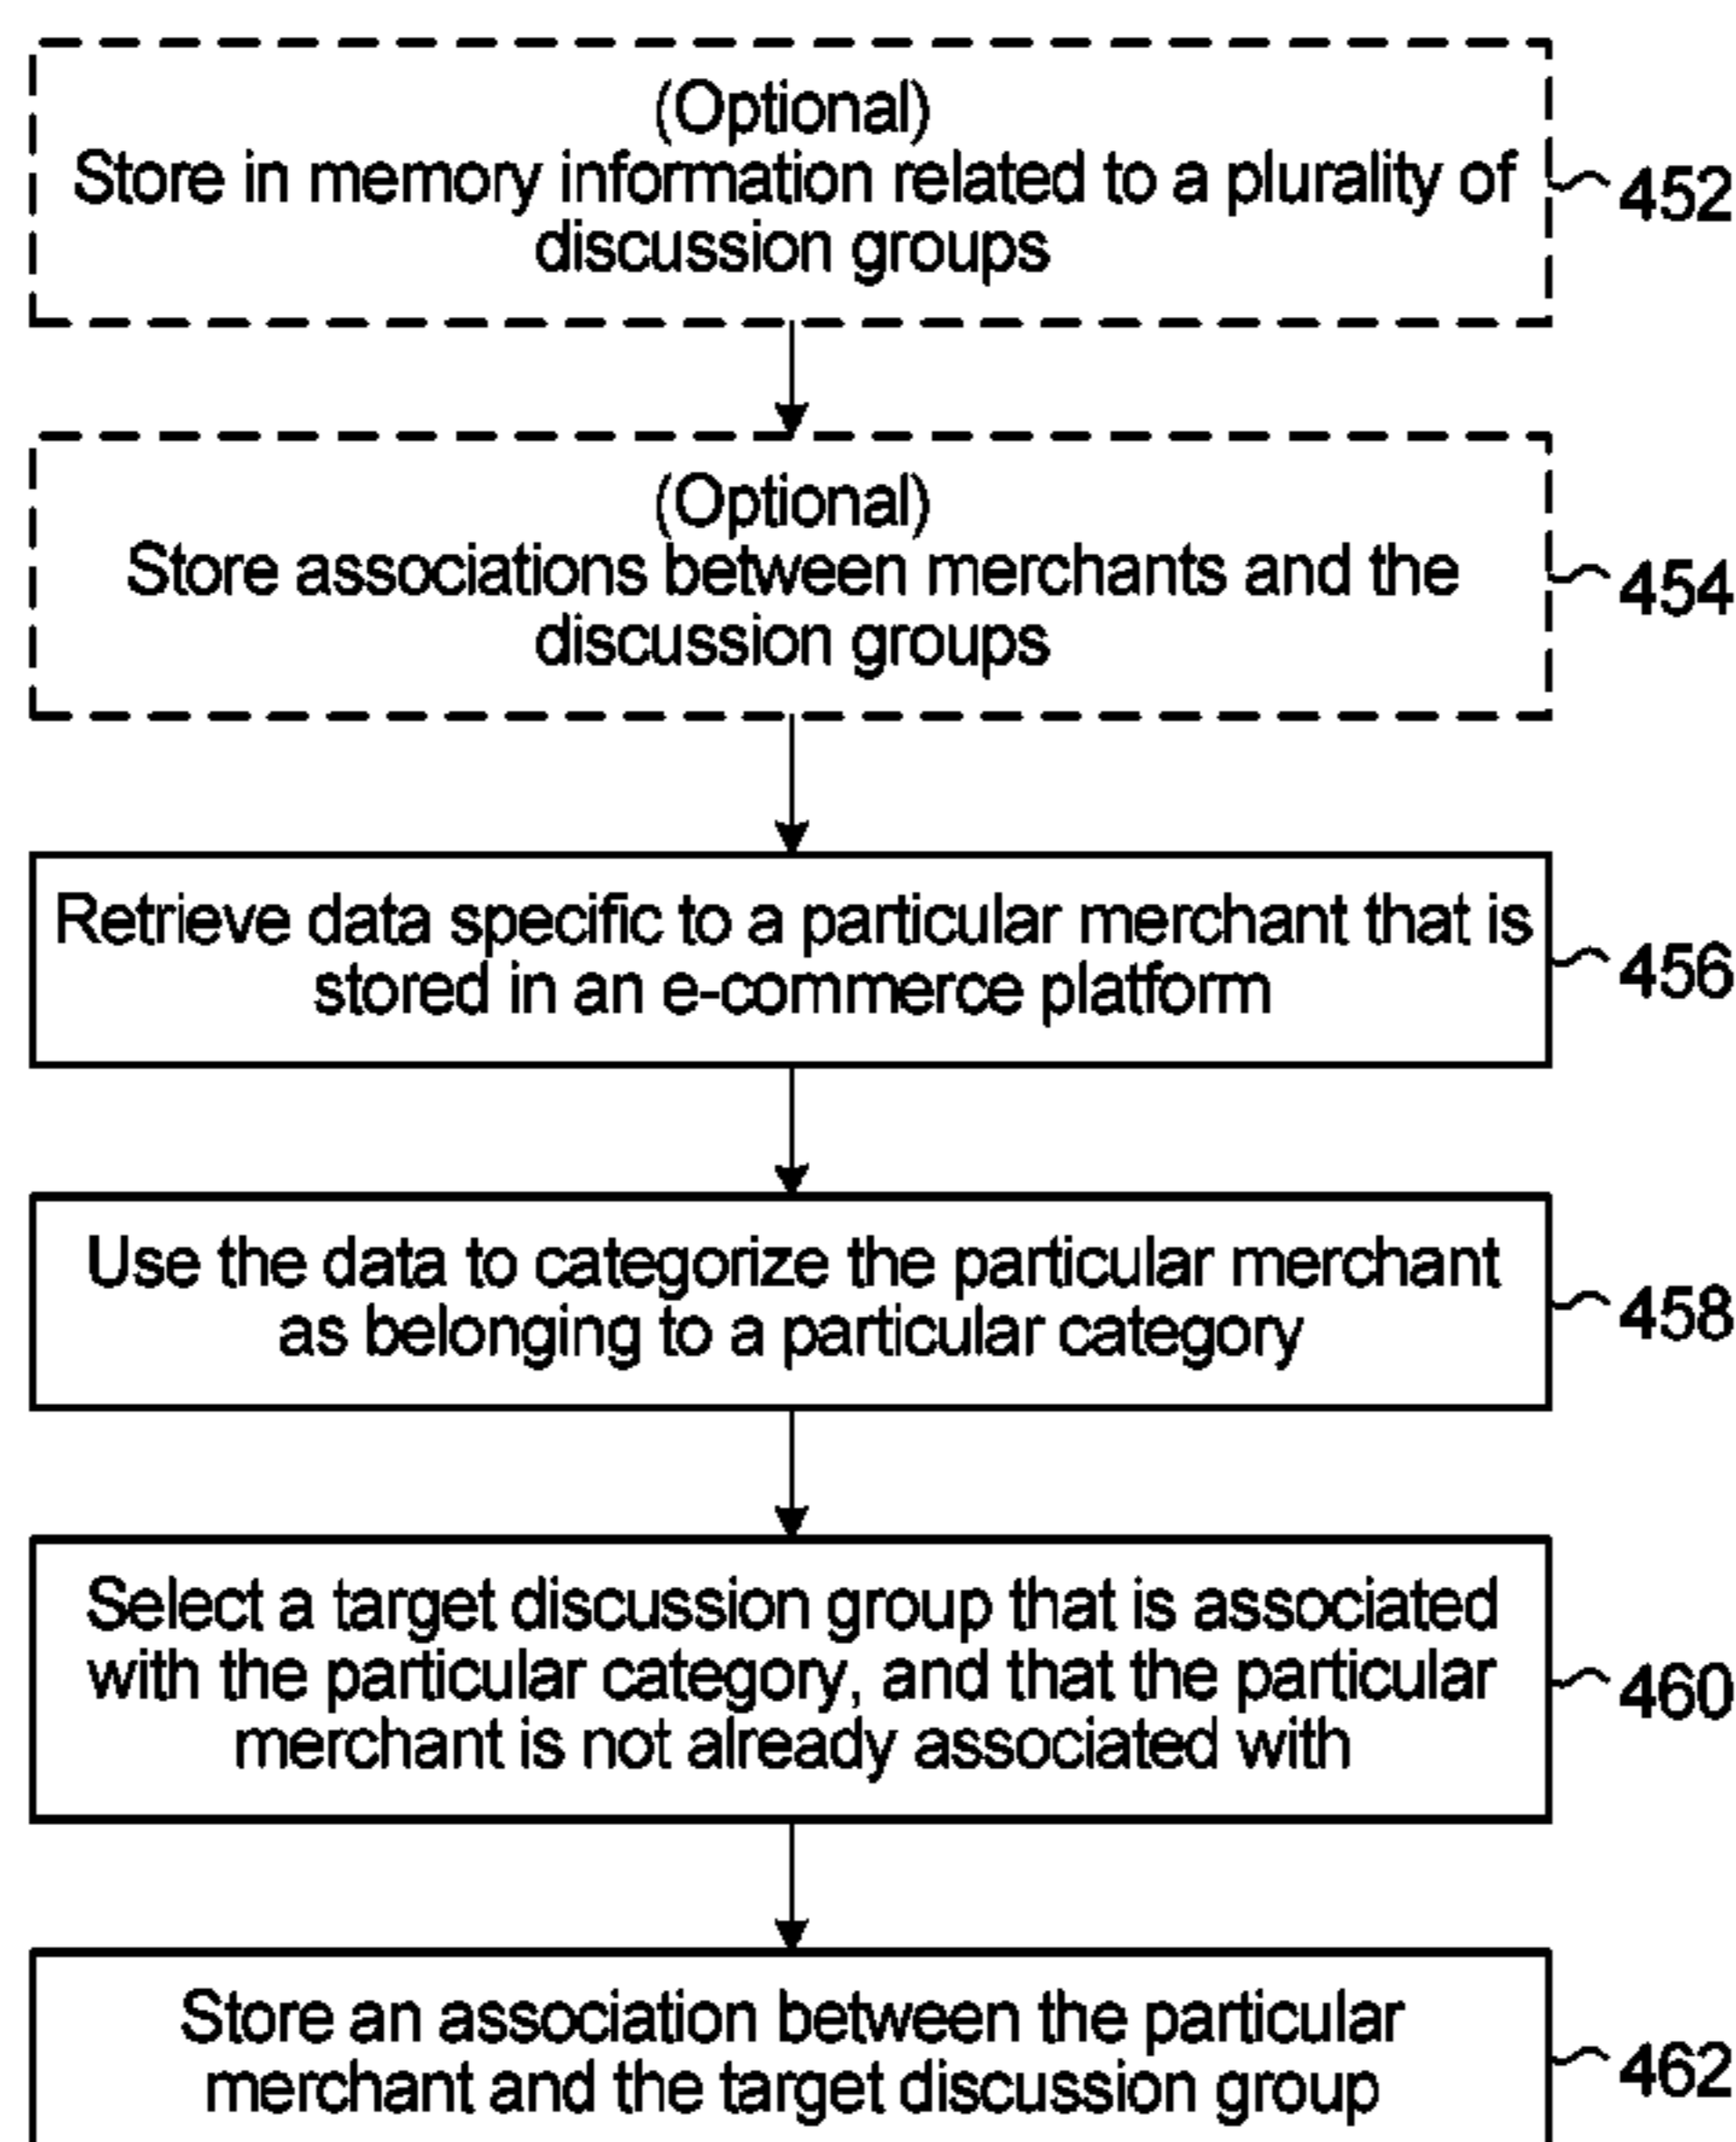 (Optional)
Store in memory information related to a plurality of
discussion groups
452
(Optional)
Store associations between merchants and the
discussion groups
454
Retrieve data specific to a particular merchant that is
stored in an e-commerce platform
456
Use the data to categorize the particular merchant
as belonging to a particular category
458
Select a target discussion group that is associated
with the particular category, and that the particular
merchant is not already associated with
460
Store an association between the particular
merchant and the target discussion group
462